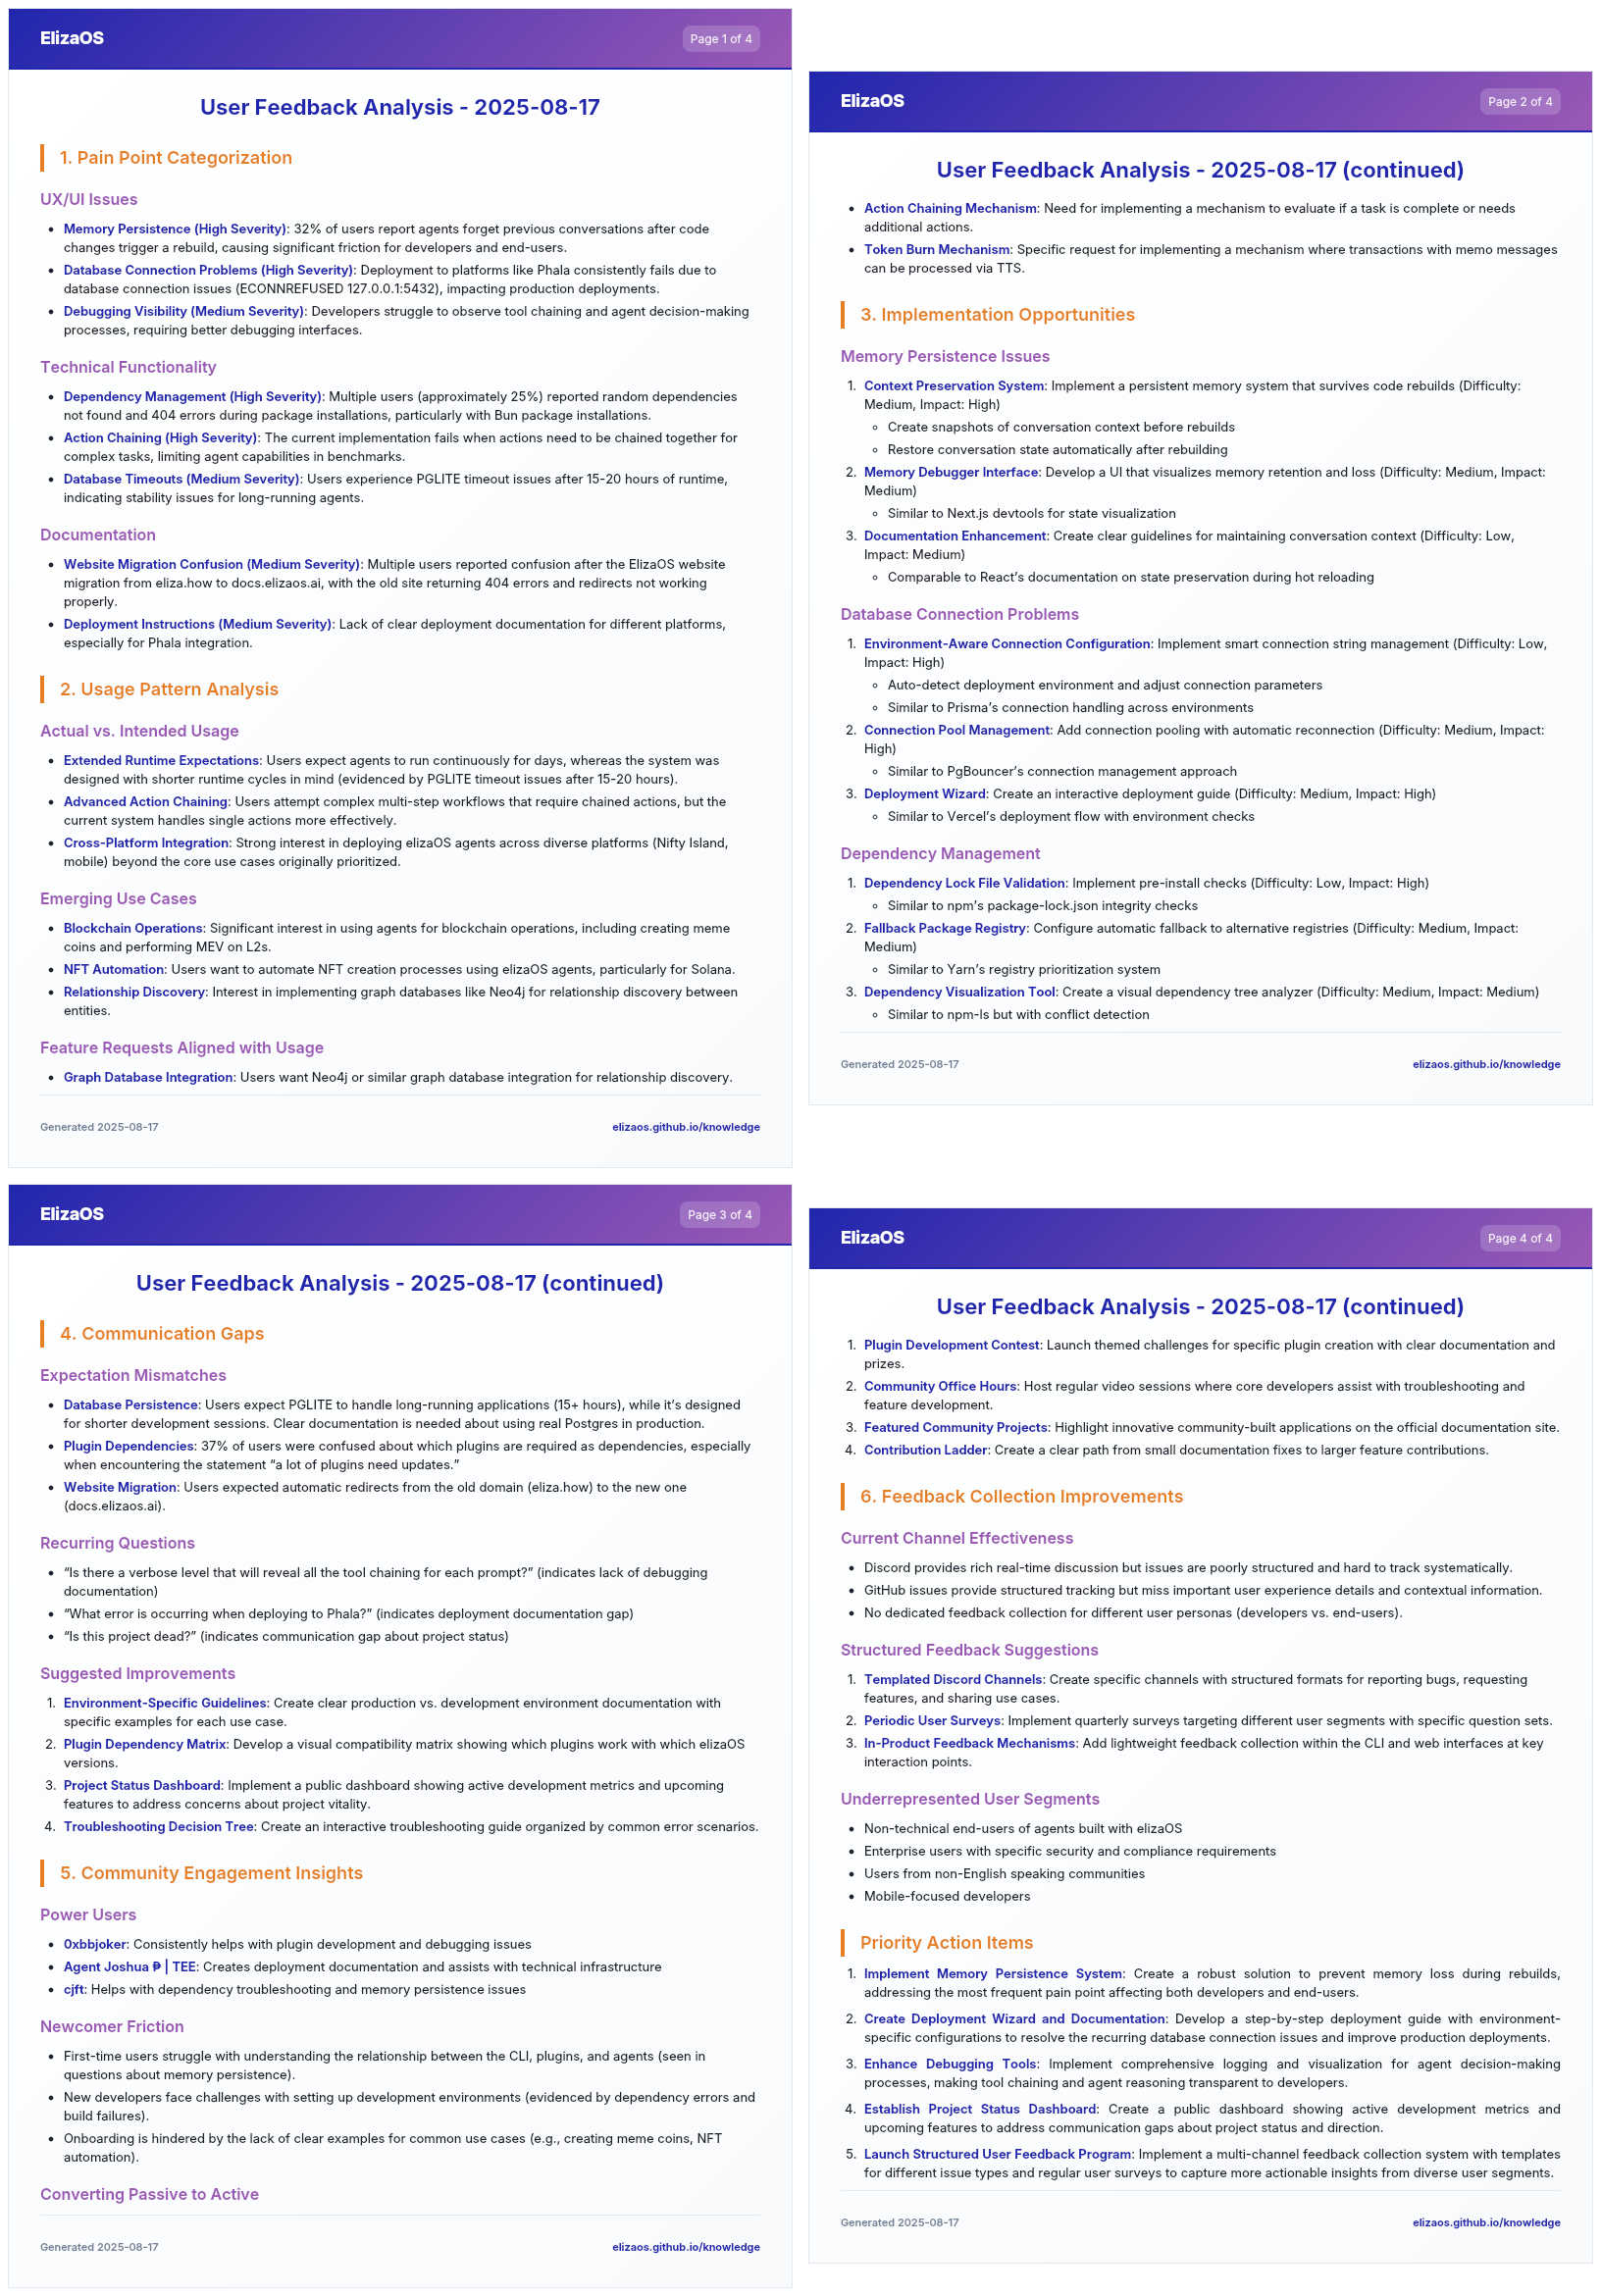 ElizaOS
Page 1 of 4
User Feedback Analysis - 2025-08-17
1. Pain Point Categorization
UX/UI Issues
• Memory Persistence (High Severity): 32% of users report agents forget previous conversations after code
changes trigger a rebuild, causing significant friction for developers and end-users.
• Database Connection Problems (High Severity): Deployment to platforms like Phala consistently fails due to
database connection issues (ECONNREFUSED 127.0.0.1:5432), impacting production deployments.
• Debugging Visibility (Medium Severity): Developers struggle to observe tool chaining and agent decision-making
processes, requiring better debugging interfaces.
Technical Functionality
• Dependency Management (High Severity): Multiple users (approximately 25%) reported random dependencies
not found and 404 errors during package installations, particularly with Bun package installations.
• Action Chaining (High Severity): The current implementation fails when actions need to be chained together for
complex tasks, limiting agent capabilities in benchmarks.
• Database Timeouts (Medium Severity): Users experience PGLITE timeout issues after 15-20 hours of runtime,
indicating stability issues for long-running agents.
Documentation
• Website Migration Confusion (Medium Severity): Multiple users reported confusion after the ElizaOS website
migration from eliza.how to docs.elizaos.ai, with the old site returning 404 errors and redirects not working
properly.
• Deployment Instructions (Medium Severity): Lack of clear deployment documentation for different platforms,
especially for Phala integration.
2. Usage Pattern Analysis
Actual vs. Intended Usage
• Extended Runtime Expectations: Users expect agents to run continuously for days, whereas the system was
designed with shorter runtime cycles in mind (evidenced by PGLITE timeout issues after 15-20 hours).
• Advanced Action Chaining: Users attempt complex multi-step workflows that require chained actions, but the
current system handles single actions more effectively.
• Cross-Platform Integration: Strong interest in deploying elizaOS agents across diverse platforms (Nifty Island,
mobile) beyond the core use cases originally prioritized.
Emerging Use Cases
• Blockchain Operations: Significant interest in using agents for blockchain operations, including creating meme
coins and performing MEV on L2s.
• NFT Automation: Users want to automate NFT creation processes using elizaOS agents, particularly for Solana.
• Relationship Discovery: Interest in implementing graph databases like Neo4j for relationship discovery between
entities.
Feature Requests Aligned with Usage
• Graph Database Integration: Users want Neo4j or similar graph database integration for relationship discovery.
Generated 2025-08-17
elizaos.github.io/knowledge
ElizaOS
Page 2 of 4
User Feedback Analysis - 2025-08-17 (continued)
• Action Chaining Mechanism: Need for implementing a mechanism to evaluate if a task is complete or needs
additional actions.
• Token Burn Mechanism: Specific request for implementing a mechanism where transactions with memo messages
can be processed via TTS.
3. Implementation Opportunities
Memory Persistence Issues
1. Context Preservation System: Implement a persistent memory system that survives code rebuilds (Difficulty:
Medium, Impact: High)
◦ Create snapshots of conversation context before rebuilds
◦ Restore conversation state automatically after rebuilding
2. Memory Debugger Interface: Develop a UI that visualizes memory retention and loss (Difficulty: Medium, Impact:
Medium)
◦ Similar to Next.js devtools for state visualization
3. Documentation Enhancement: Create clear guidelines for maintaining conversation context (Difficulty: Low,
Impact: Medium)
◦ Comparable to React’s documentation on state preservation during hot reloading
Database Connection Problems
1. Environment-Aware Connection Configuration: Implement smart connection string management (Difficulty: Low,
Impact: High)
◦ Auto-detect deployment environment and adjust connection parameters
◦ Similar to Prisma’s connection handling across environments
2. Connection Pool Management: Add connection pooling with automatic reconnection (Difficulty: Medium, Impact:
High)
◦ Similar to PgBouncer’s connection management approach
3. Deployment Wizard: Create an interactive deployment guide (Difficulty: Medium, Impact: High)
◦ Similar to Vercel’s deployment flow with environment checks
Dependency Management
1. Dependency Lock File Validation: Implement pre-install checks (Difficulty: Low, Impact: High)
◦ Similar to npm’s package-lock.json integrity checks
2. Fallback Package Registry: Configure automatic fallback to alternative registries (Difficulty: Medium, Impact:
Medium)
◦ Similar to Yarn’s registry prioritization system
3. Dependency Visualization Tool: Create a visual dependency tree analyzer (Difficulty: Medium, Impact: Medium)
◦ Similar to npm-ls but with conflict detection
Generated 2025-08-17
elizaos.github.io/knowledge
ElizaOS
Page 3 of 4
User Feedback Analysis - 2025-08-17 (continued)
4. Communication Gaps
Expectation Mismatches
• Database Persistence: Users expect PGLITE to handle long-running applications (15+ hours), while it’s designed
for shorter development sessions. Clear documentation is needed about using real Postgres in production.
• Plugin Dependencies: 37% of users were confused about which plugins are required as dependencies, especially
when encountering the statement “a lot of plugins need updates.”
• Website Migration: Users expected automatic redirects from the old domain (eliza.how) to the new one
(docs.elizaos.ai).
Recurring Questions
• “Is there a verbose level that will reveal all the tool chaining for each prompt?” (indicates lack of debugging
documentation)
• “What error is occurring when deploying to Phala?” (indicates deployment documentation gap)
• “Is this project dead?” (indicates communication gap about project status)
Suggested Improvements
1. Environment-Specific Guidelines: Create clear production vs. development environment documentation with
specific examples for each use case.
2. Plugin Dependency Matrix: Develop a visual compatibility matrix showing which plugins work with which elizaOS
versions.
3. Project Status Dashboard: Implement a public dashboard showing active development metrics and upcoming
features to address concerns about project vitality.
4. Troubleshooting Decision Tree: Create an interactive troubleshooting guide organized by common error scenarios.
5. Community Engagement Insights
Power Users
• 0xbbjoker: Consistently helps with plugin development and debugging issues
• Agent Joshua ₱ | TEE: Creates deployment documentation and assists with technical infrastructure
• cjft: Helps with dependency troubleshooting and memory persistence issues
Newcomer Friction
• First-time users struggle with understanding the relationship between the CLI, plugins, and agents (seen in
questions about memory persistence).
• New developers face challenges with setting up development environments (evidenced by dependency errors and
build failures).
• Onboarding is hindered by the lack of clear examples for common use cases (e.g., creating meme coins, NFT
automation).
Converting Passive to Active
Generated 2025-08-17
elizaos.github.io/knowledge
ElizaOS
Page 4 of 4
User Feedback Analysis - 2025-08-17 (continued)
1. Plugin Development Contest: Launch themed challenges for specific plugin creation with clear documentation and
prizes.
2. Community Office Hours: Host regular video sessions where core developers assist with troubleshooting and
feature development.
3. Featured Community Projects: Highlight innovative community-built applications on the official documentation site.
4. Contribution Ladder: Create a clear path from small documentation fixes to larger feature contributions.
6. Feedback Collection Improvements
Current Channel Effectiveness
• Discord provides rich real-time discussion but issues are poorly structured and hard to track systematically.
• GitHub issues provide structured tracking but miss important user experience details and contextual information.
• No dedicated feedback collection for different user personas (developers vs. end-users).
Structured Feedback Suggestions
1. Templated Discord Channels: Create specific channels with structured formats for reporting bugs, requesting
features, and sharing use cases.
2. Periodic User Surveys: Implement quarterly surveys targeting different user segments with specific question sets.
3. In-Product Feedback Mechanisms: Add lightweight feedback collection within the CLI and web interfaces at key
interaction points.
Underrepresented User Segments
• Non-technical end-users of agents built with elizaOS
• Enterprise users with specific security and compliance requirements
• Users from non-English speaking communities
• Mobile-focused developers
Priority Action Items
1. Implement Memory Persistence System: Create a robust solution to prevent memory loss during rebuilds,
addressing the most frequent pain point affecting both developers and end-users.
2. Create Deployment Wizard and Documentation: Develop a step-by-step deployment guide with environment-
specific configurations to resolve the recurring database connection issues and improve production deployments.
3. Enhance Debugging Tools: Implement comprehensive logging and visualization for agent decision-making
processes, making tool chaining and agent reasoning transparent to developers.
4. Establish Project Status Dashboard: Create a public dashboard showing active development metrics and
upcoming features to address communication gaps about project status and direction.
5. Launch Structured User Feedback Program: Implement a multi-channel feedback collection system with templates
for different issue types and regular user surveys to capture more actionable insights from diverse user segments.
Generated 2025-08-17
elizaos.github.io/knowledge